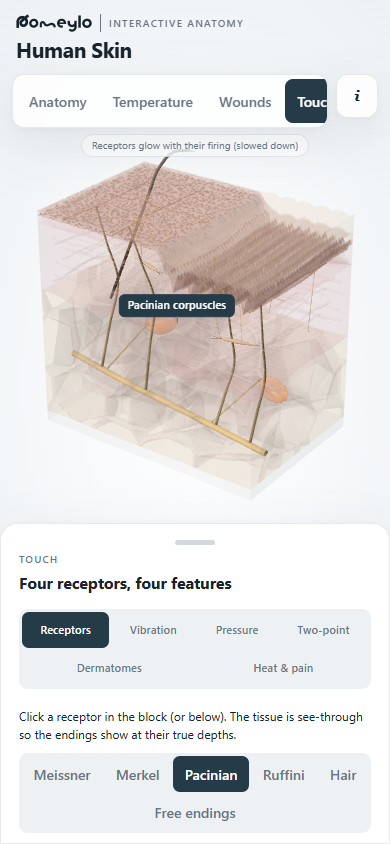 Domeylo | INTERACTIVE ANATOMY
Human Skin
Anatomy Temperature Wounds Touc
i
Receptors glow with their firing (slowed down)
Pacinian corpuscles
TOUCH
Four receptors, four features
Receptors Vibration Pressure Two-point
Dermatomes Heat & pain
Click a receptor in the block (or below). The tissue is see-through
so the endings show at their true depths.
Meissner Merkel Pacinian Ruffini Hair
Free endings